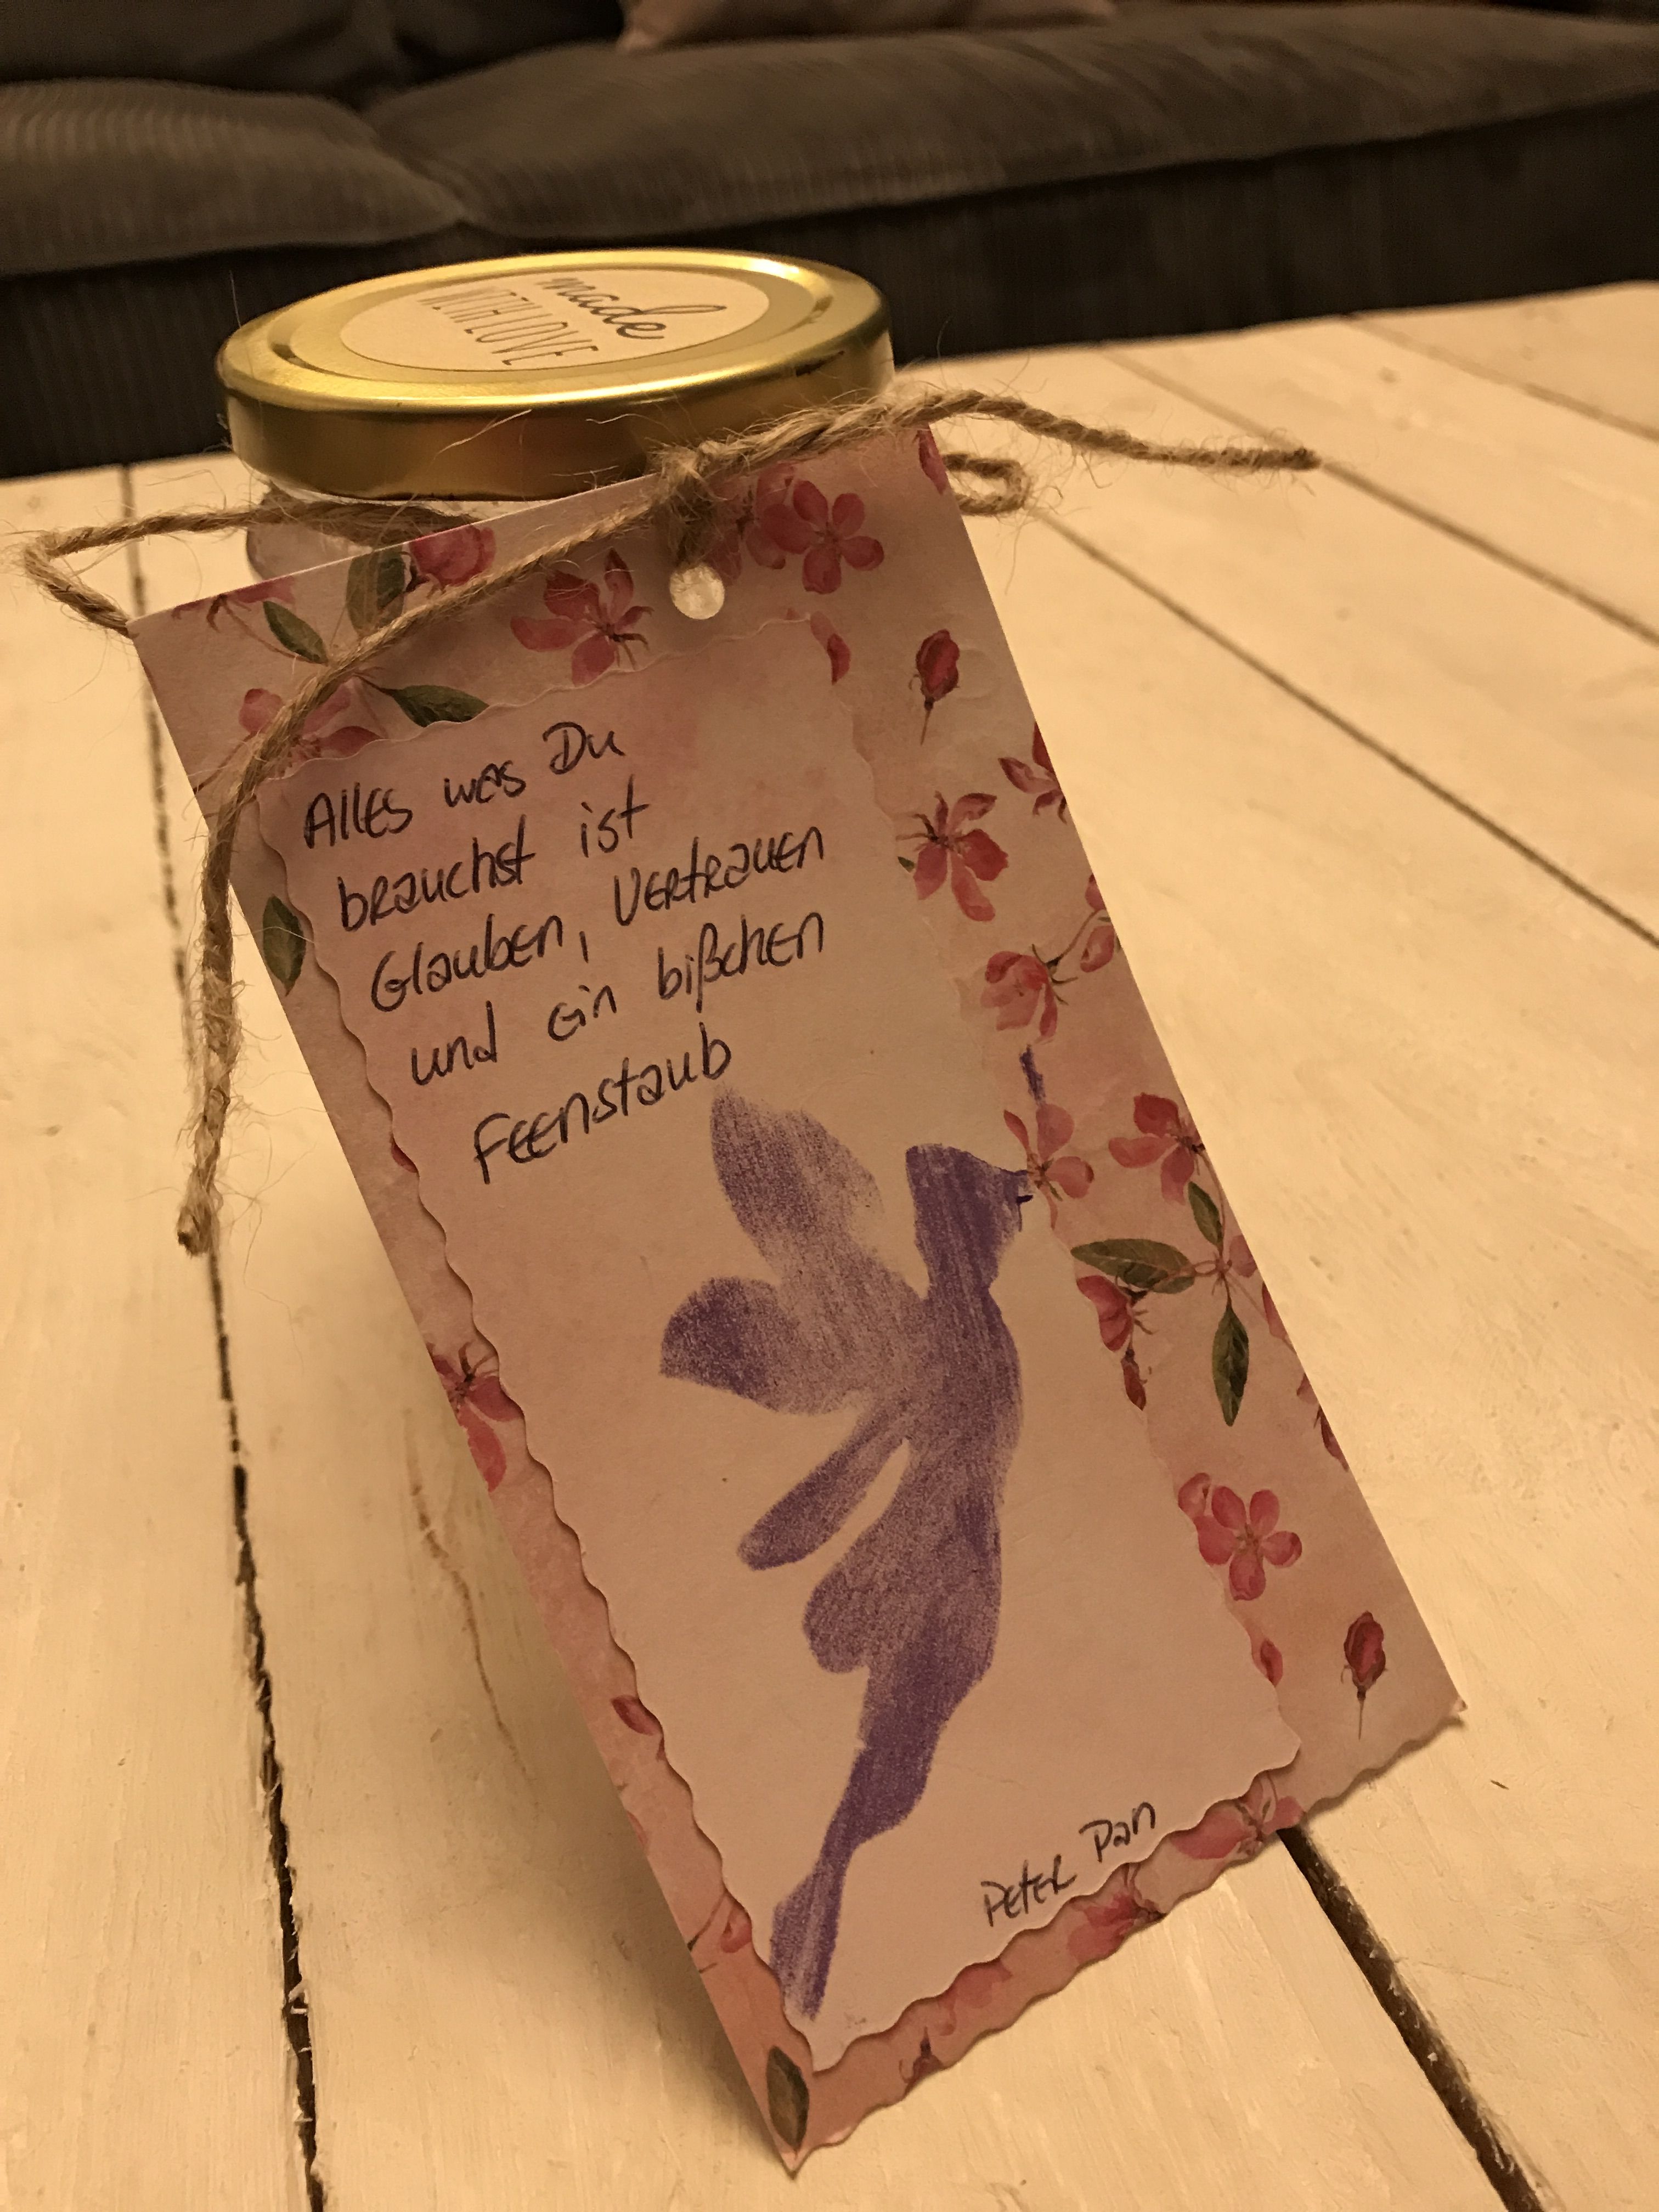 made
WITH LOVE
Alles was Du
brauchst ist
Glauben, Vertrauen
und ein bißchen
Feenstaub
Peter Pan